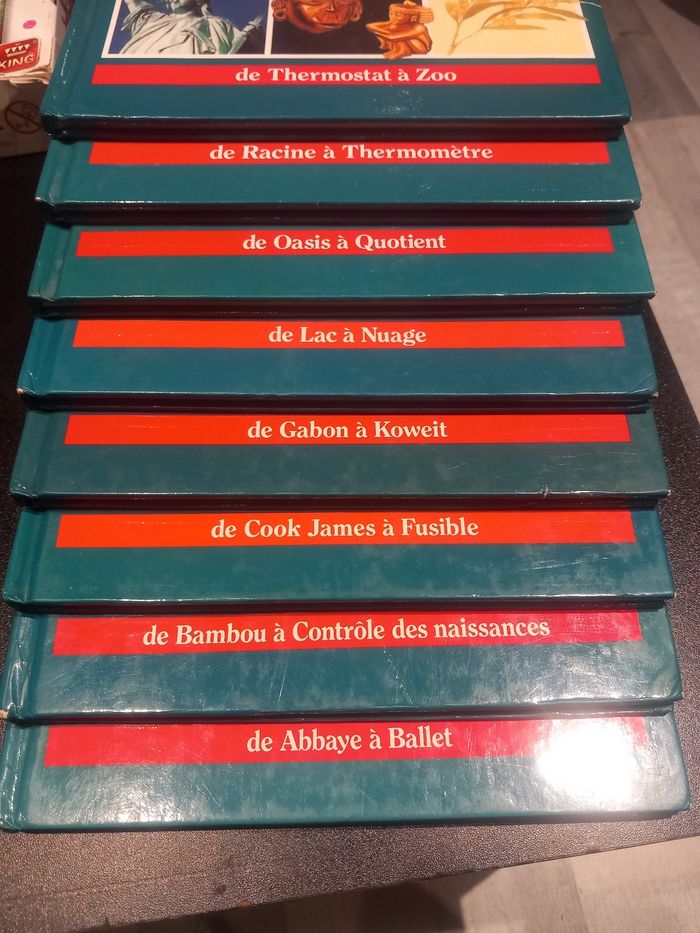 KING
de Thermostat à Zoo
de Racine à Thermomètre
de Oasis à Quotient
de Lac à Nuage
de Gabon à Koweit
de Cook James à Fusible
de Bambou à Contrôle des naissances
de Abbaye à Ballet